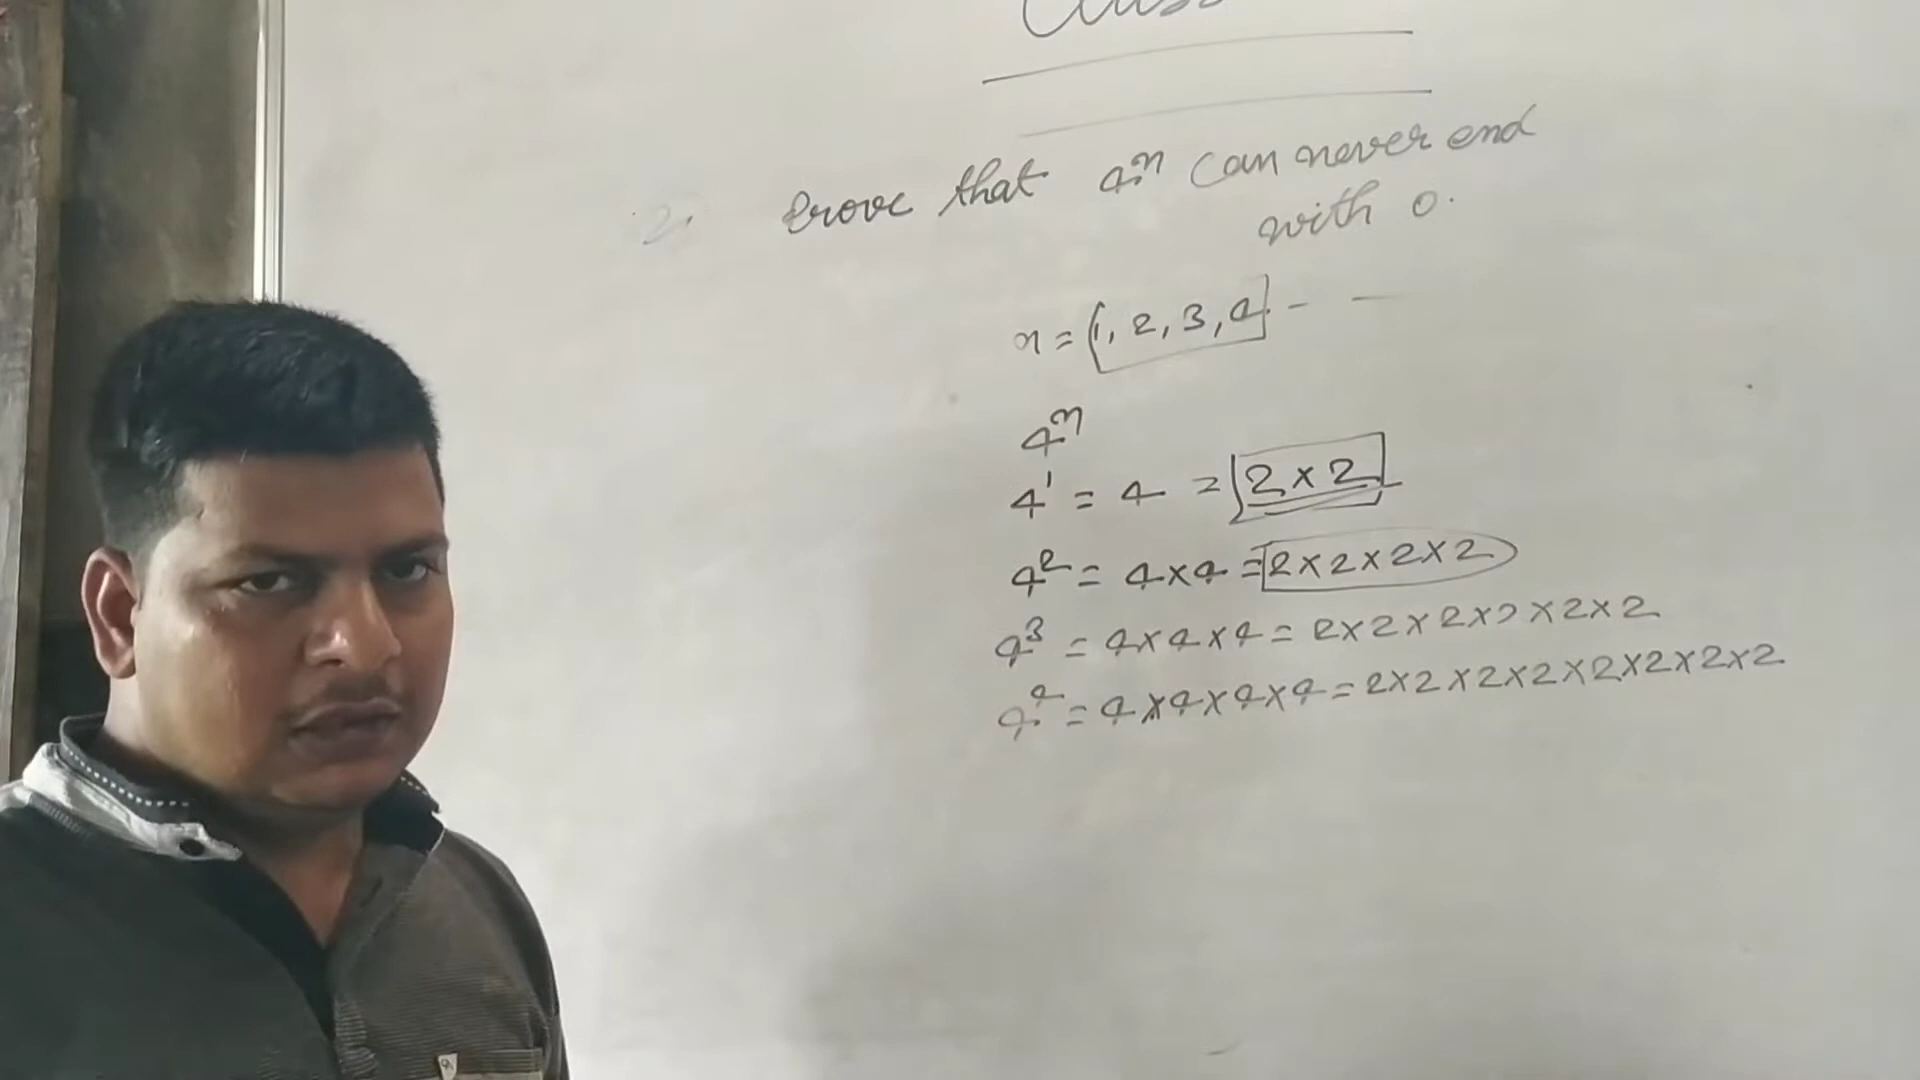 Class
2. Prove that 4ⁿ can never end
with 0.
n = (1, 2, 3, 4] - -
4ⁿ
4¹ = 4 = 2 × 2
4² = 4×4 = 2×2×2×2
4³ = 4×4×4 = 2×2×2×2×2×2
4⁴ = 4×4×4×4 = 2×2×2×2×2×2×2×2